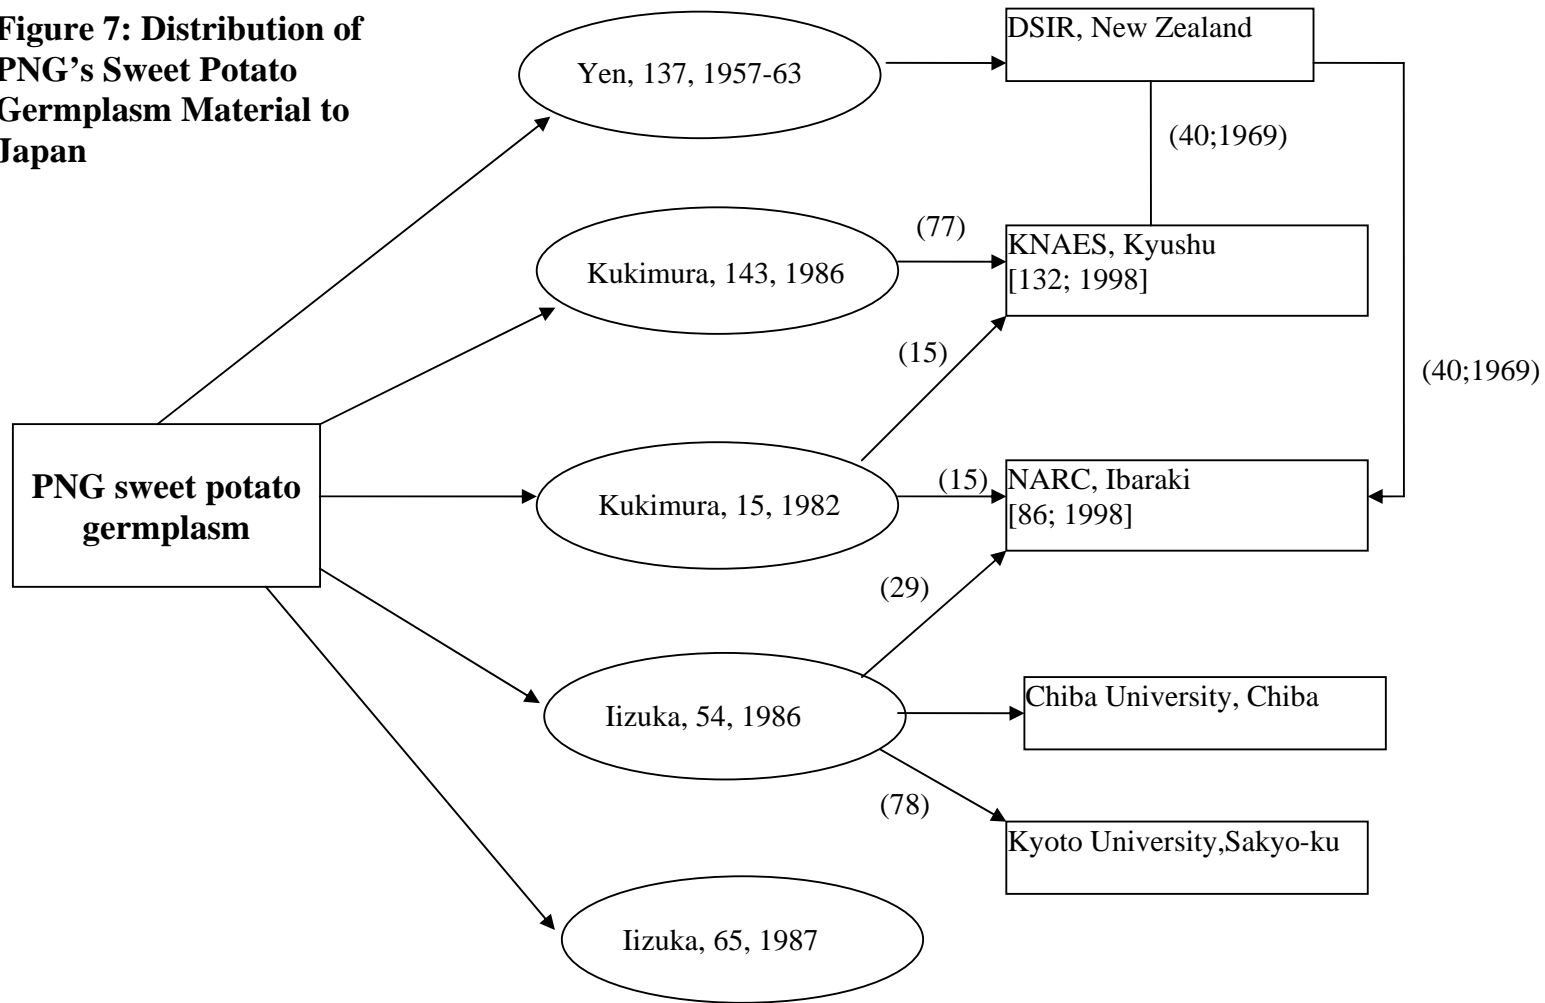 Figure 7: Distribution of
PNG's Sweet Potato
Germplasm Material to
Japan
Yen, 137, 1957-63
DSIR, New Zealand
(40;1969)
Kukimura, 143, 1986
(77)
KNAES, Kyushu
[132; 1998]
(15)
(40;1969)
PNG sweet potato
germplasm
Kukimura, 15, 1982
(15)
NARC, Ibaraki
[86; 1998]
(29)
Iizuka, 54, 1986
Chiba University, Chiba
(78)
Kyoto University,Sakyo-ku
Iizuka, 65, 1987